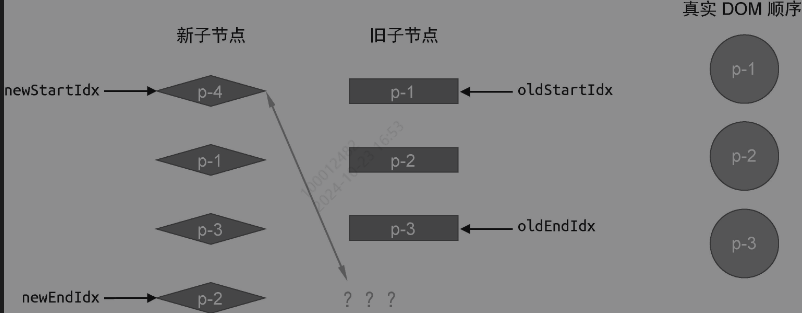 真实 DOM 顺序
新子节点 旧子节点
newStartIdx p-4 p-1 oldStartIdx p-1
p-1 p-2 p-2
p-3 p-3 oldEndIdx p-3
newEndIdx p-2 ? ? ?